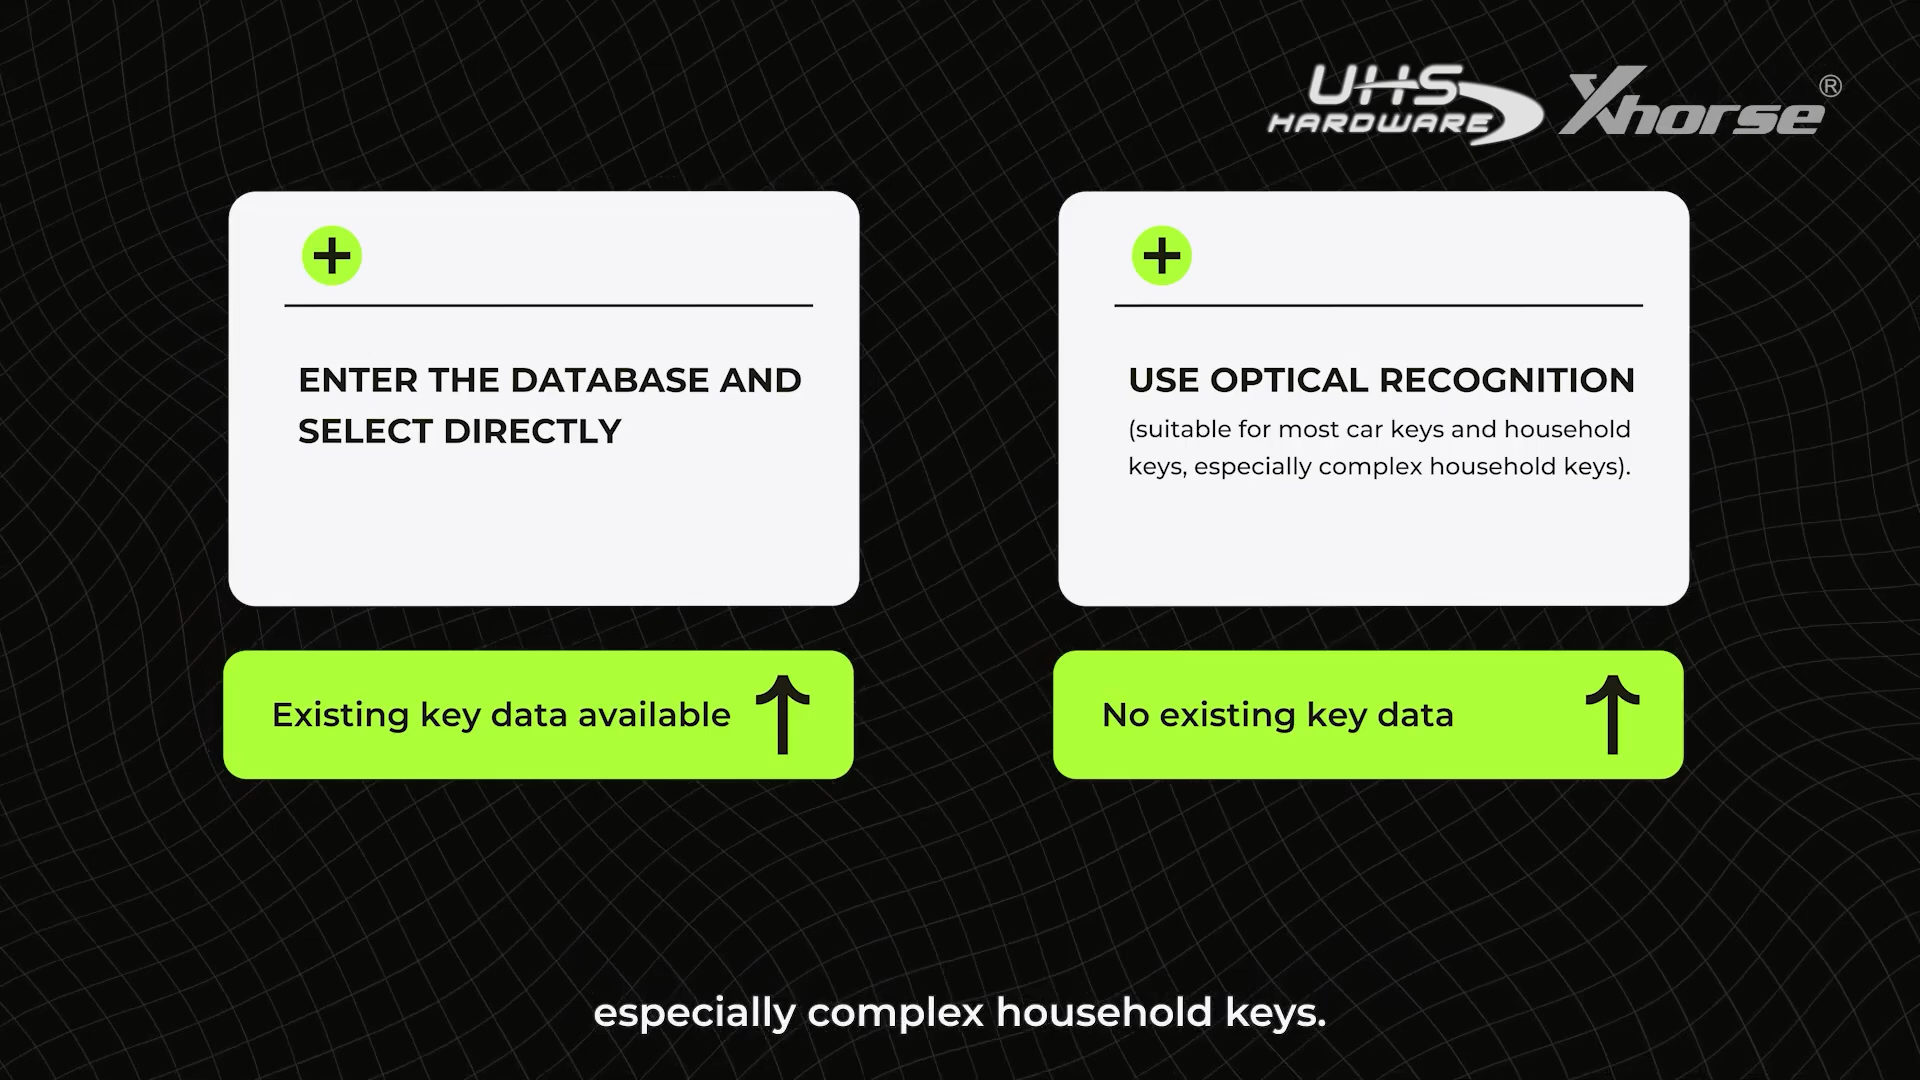 UHS
HARDWARE
Xhorse®
ENTER THE DATABASE AND
SELECT DIRECTLY
USE OPTICAL RECOGNITION
(suitable for most car keys and household
keys, especially complex household keys).
Existing key data available
No existing key data
especially complex household keys.